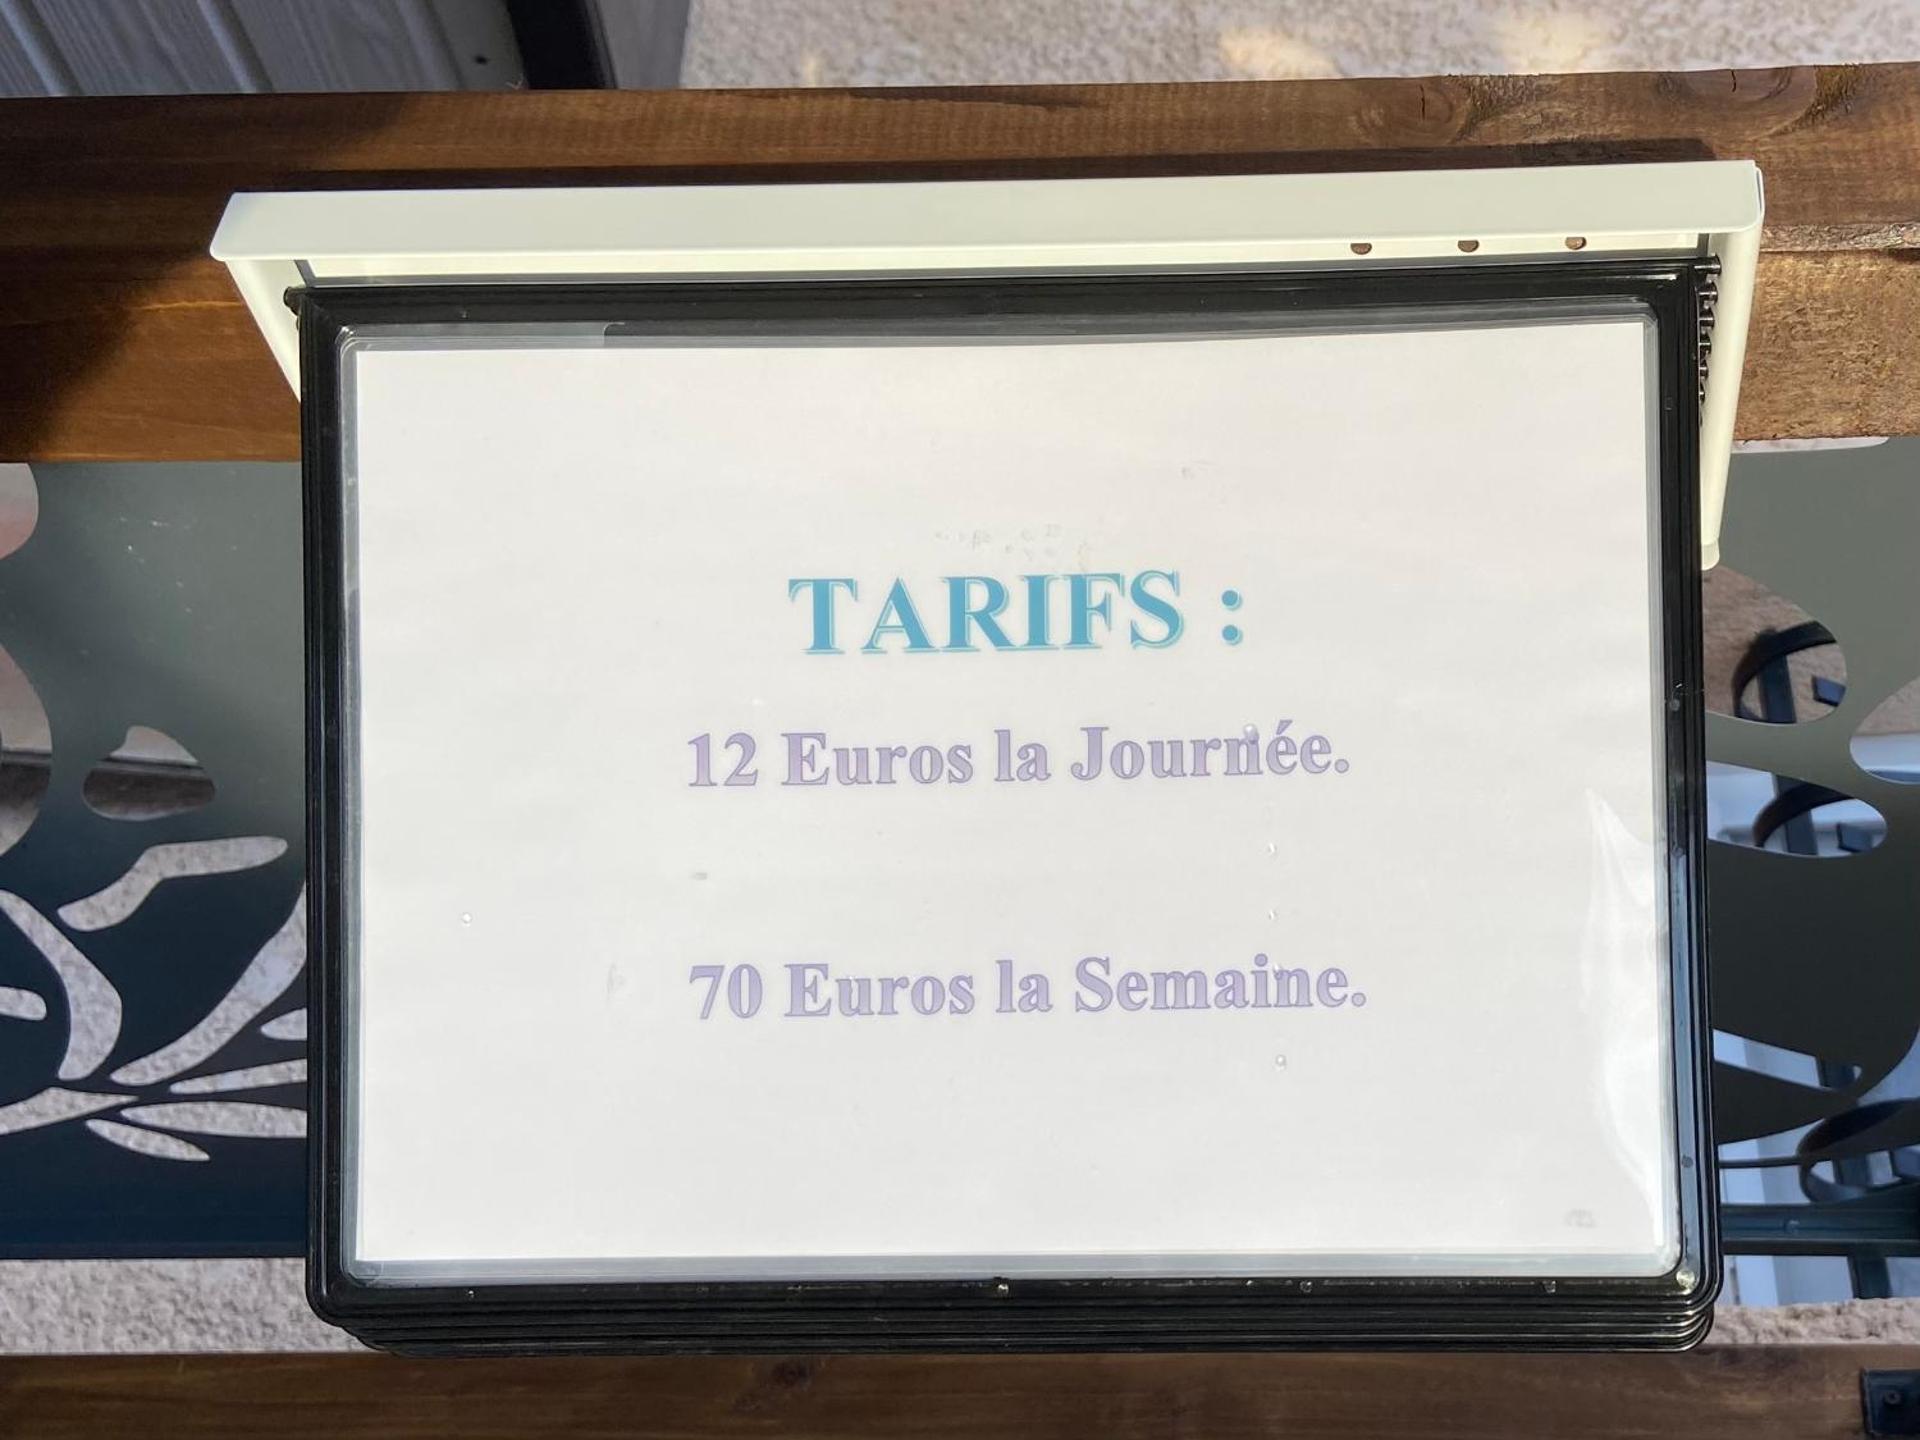 TARIFS :
12 Euros la Journée.
70 Euros la Semaine.